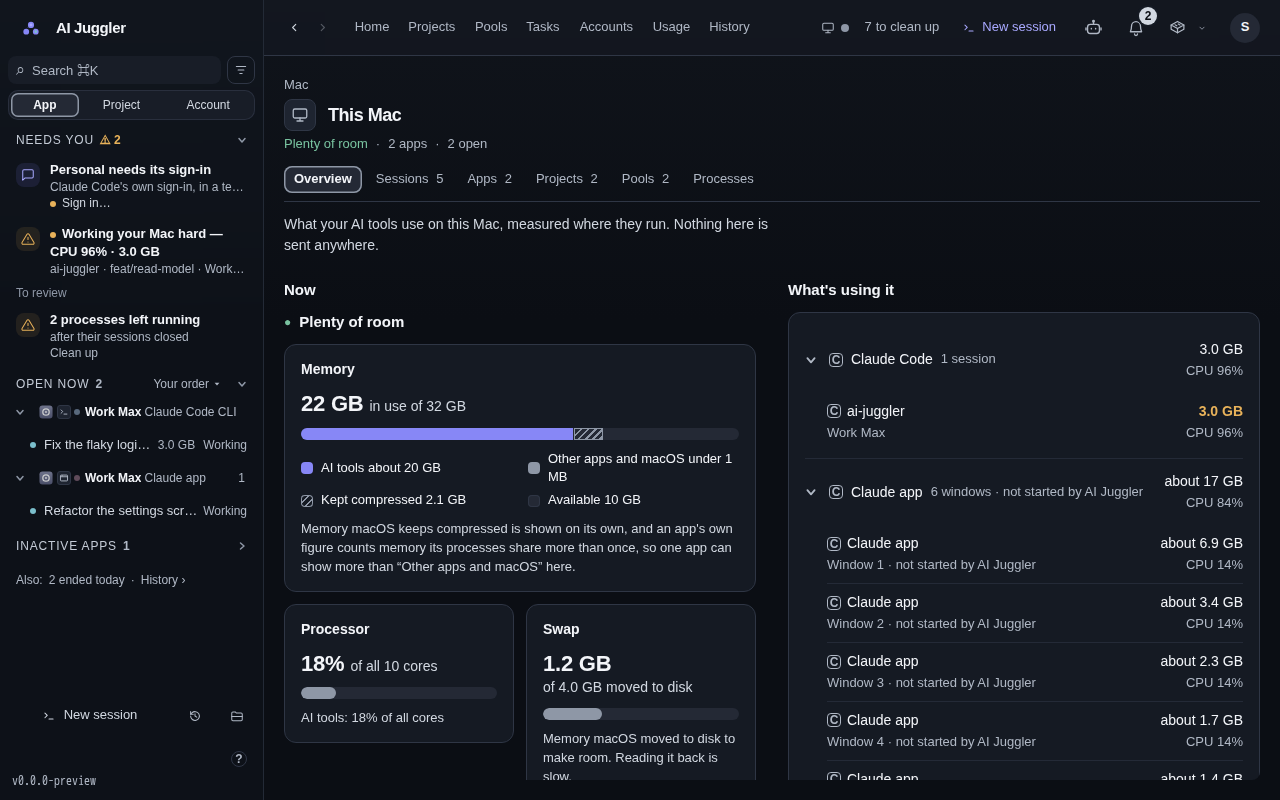 AI Juggler
Search ⌘K
App
Project
Account
NEEDS YOU 2
Personal needs its sign-in
Claude Code's own sign-in, in a te…
Sign in…
Working your Mac hard —
CPU 96% · 3.0 GB
ai-juggler · feat/read-model · Work…
To review
2 processes left running
after their sessions closed
Clean up
OPEN NOW 2
Your order
Work Max Claude Code CLI
Fix the flaky logi… 3.0 GB Working
Work Max Claude app 1
Refactor the settings scr… Working
INACTIVE APPS 1
Also: 2 ended today · History ›
New session
?
v0.0.0-preview
Home
Projects
Pools
Tasks
Accounts
Usage
History
7 to clean up
New session
2
S
Mac
This Mac
Plenty of room · 2 apps · 2 open
Overview
Sessions 5
Apps 2
Projects 2
Pools 2
Processes
What your AI tools use on this Mac, measured where they run. Nothing here is
sent anywhere.
Now
Plenty of room
Memory
22 GB in use of 32 GB
AI tools about 20 GB
Other apps and macOS under 1
MB
Kept compressed 2.1 GB
Available 10 GB
Memory macOS keeps compressed is shown on its own, and an app's own
figure counts memory its processes share more than once, so one app can
show more than “Other apps and macOS” here.
Processor
18% of all 10 cores
AI tools: 18% of all cores
Swap
1.2 GB
of 4.0 GB moved to disk
Memory macOS moved to disk to
make room. Reading it back is
slow.
What's using it
C Claude Code 1 session
3.0 GB
CPU 96%
C ai-juggler
3.0 GB
Work Max
CPU 96%
C Claude app 6 windows · not started by AI Juggler
about 17 GB
CPU 84%
C Claude app
about 6.9 GB
Window 1 · not started by AI Juggler
CPU 14%
C Claude app
about 3.4 GB
Window 2 · not started by AI Juggler
CPU 14%
C Claude app
about 2.3 GB
Window 3 · not started by AI Juggler
CPU 14%
C Claude app
about 1.7 GB
Window 4 · not started by AI Juggler
CPU 14%
C Claude app
about 1.4 GB